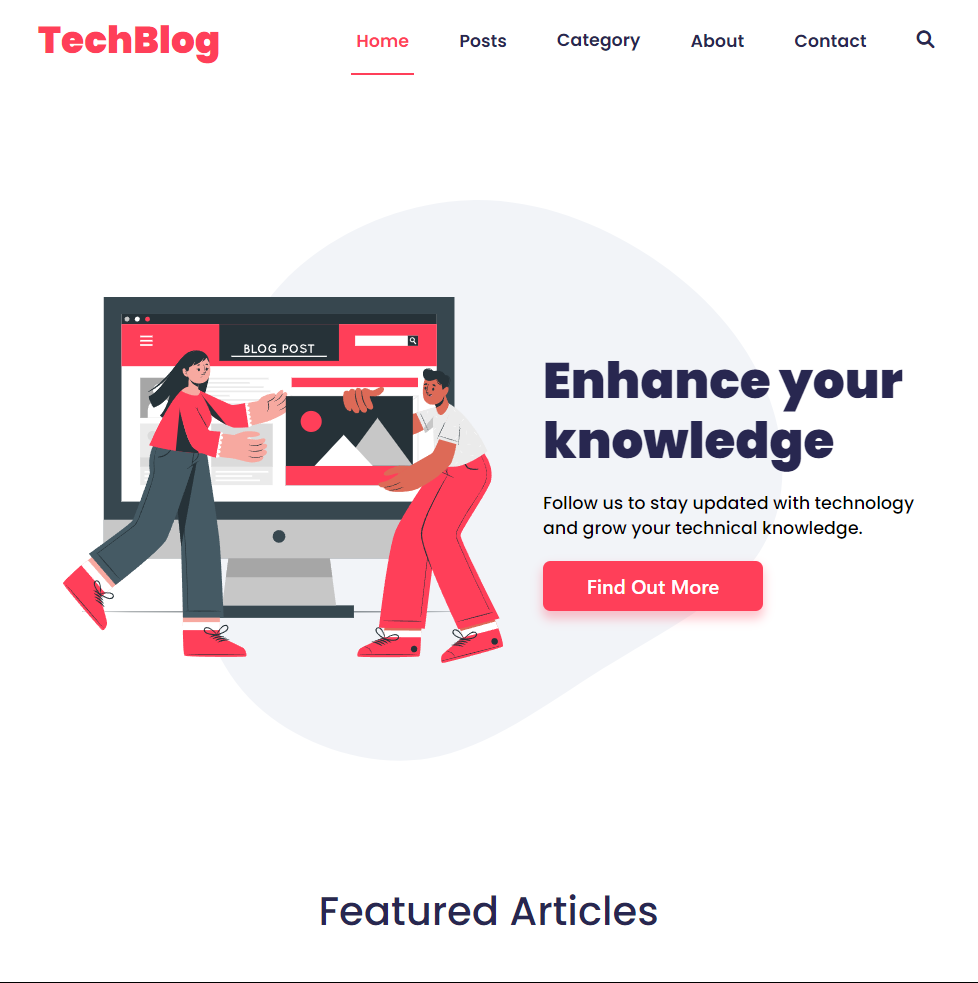 TechBlog
Home Posts Category About Contact
BLOG POST
Enhance your
knowledge
Follow us to stay updated with technology
and grow your technical knowledge.
Find Out More
Featured Articles